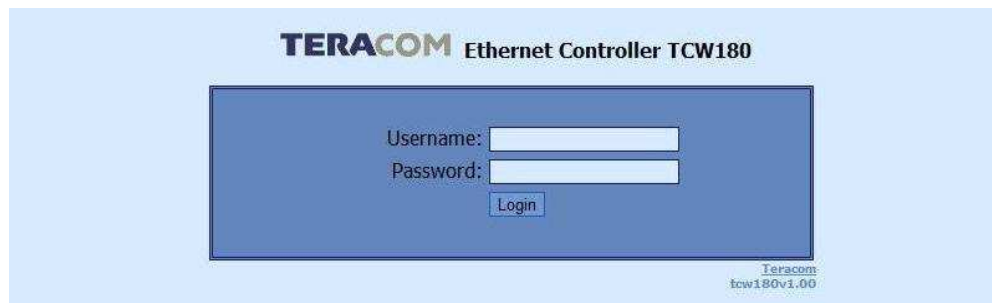 TERACOM Ethernet Controller TCW180
Username:
Password:
Login
Teracom
tcw180v1.00